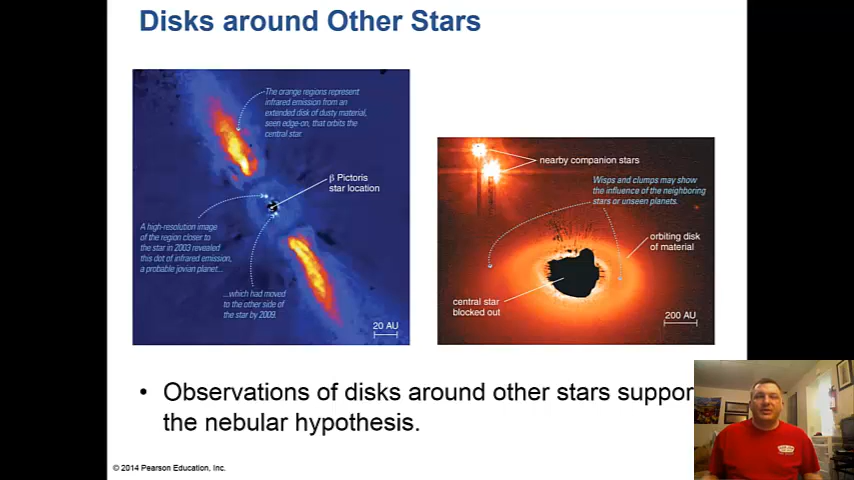 Disks around Other Stars
The orange regions represent
infrared emission from an
extended disk of dusty material,
seen edge-on, that orbits the
central star.
β Pictoris
star location
A high-resolution image
of the region closer to
the star in 2003 revealed
this dot of infrared emission,
a probable jovian planet...
...which had moved
to the other side of
the star by 2009.
20 AU
nearby companion stars
Wisps and clumps may show
the influence of the neighboring
stars or unseen planets.
orbiting disk
of material
central star
blocked out
200 AU
• Observations of disks around other stars suppor
the nebular hypothesis.
© 2014 Pearson Education, Inc.